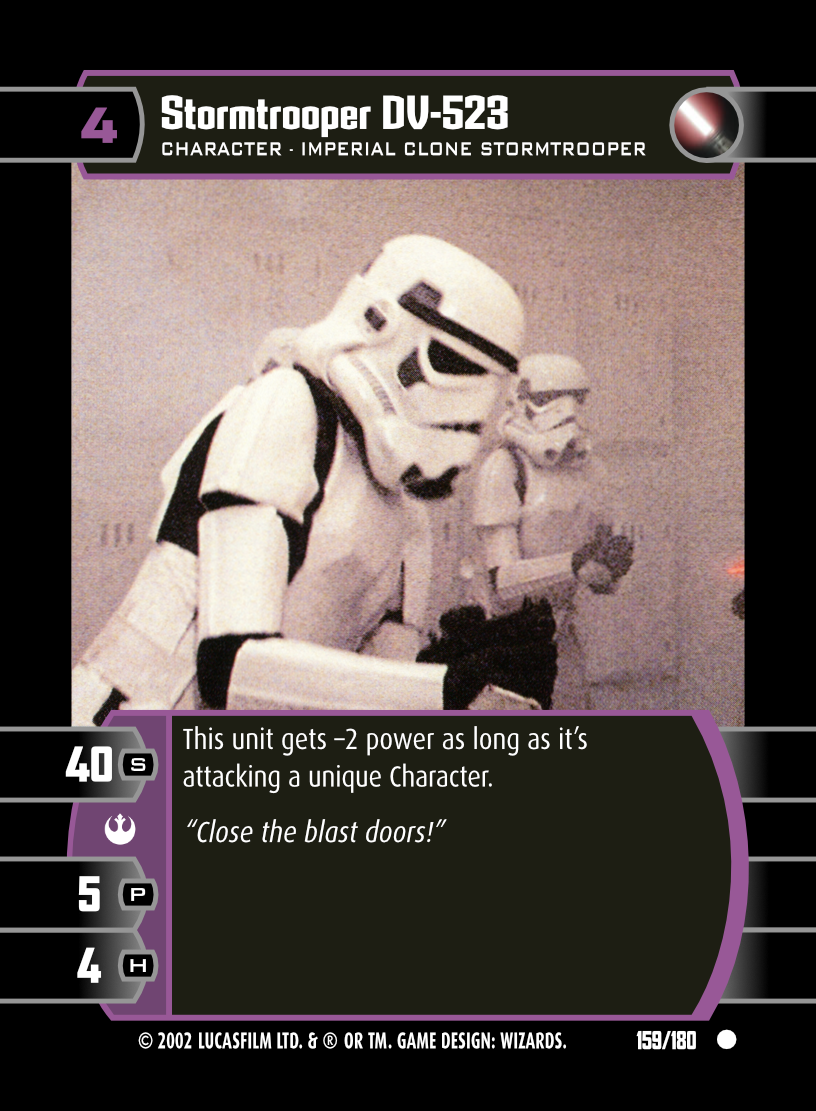 4
Stormtrooper DV-523
CHARACTER · IMPERIAL CLONE STORMTROOPER
40 S
This unit gets –2 power as long as it's
attacking a unique Character.
"Close the blast doors!"
5 P
4 H
© 2002 LUCASFILM LTD. & ® OR TM. GAME DESIGN: WIZARDS.
159/180